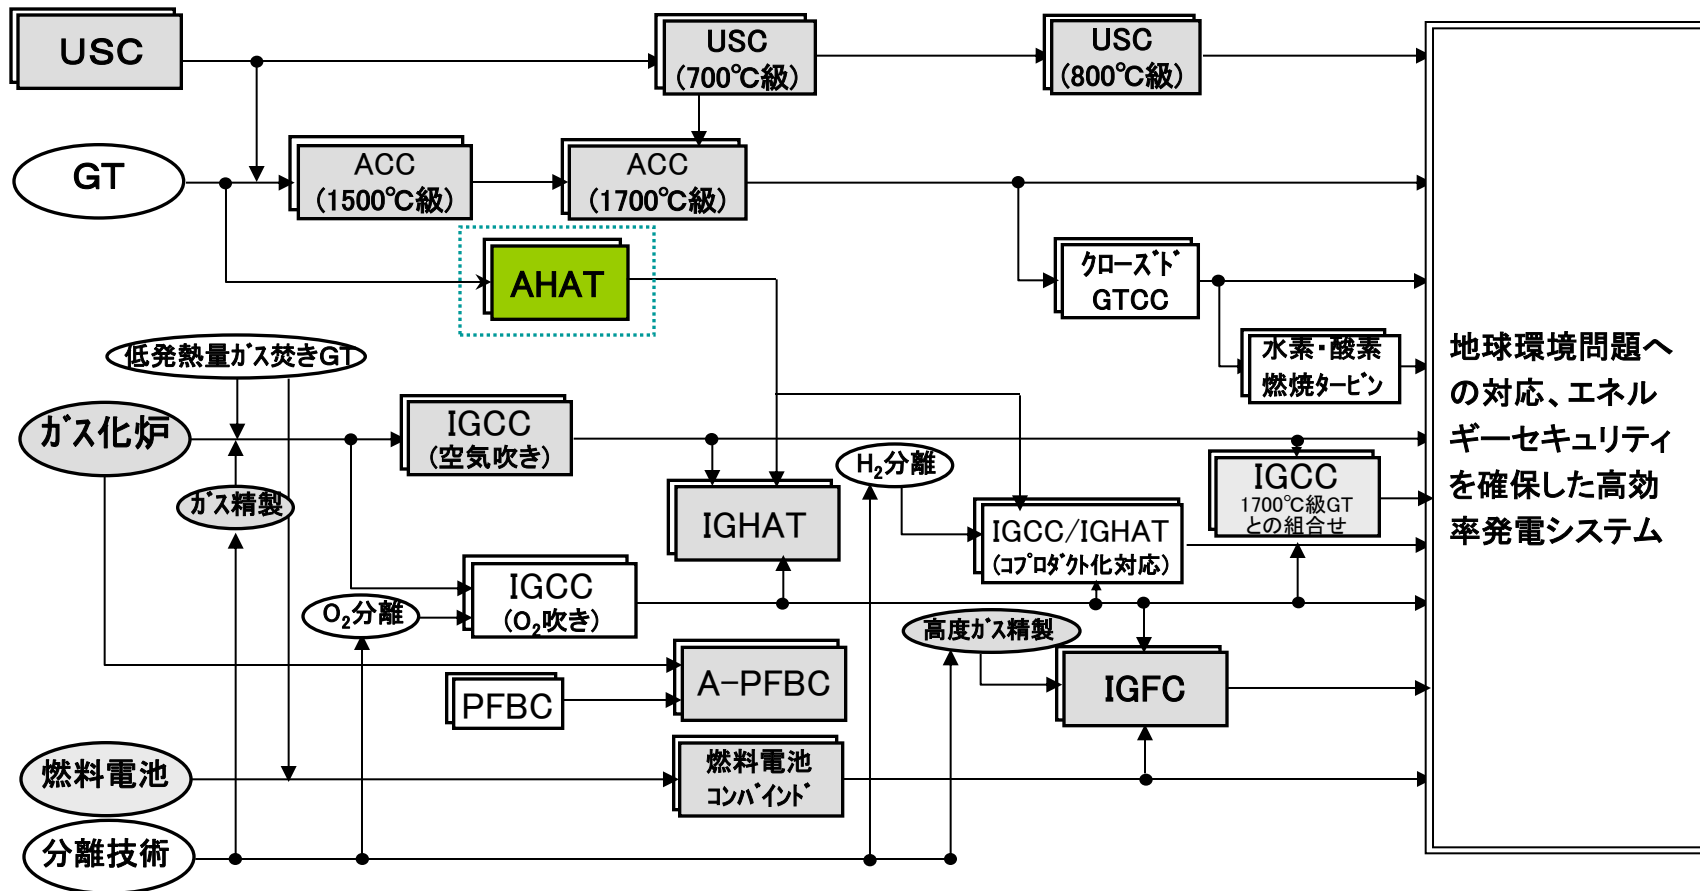 USC
USC
(700℃級)
USC
(800℃級)
GT
ACC
(1500℃級)
ACC
(1700℃級)
AHAT
クローズド
GTCC
水素・酸素
燃焼タービン
低発熱量ガス焚きGT
ガス化炉
IGCC
(空気吹き)
ガス精製
H₂分離
IGCC
1700℃級GT
との組合せ
IGHAT
IGCC/IGHAT
(コプロダクト化対応)
O₂分離
IGCC
(O₂吹き)
高度ガス精製
PFBC
A-PFBC
IGFC
燃料電池
燃料電池
コンバインド
分離技術
地球環境問題へ
の対応、エネル
ギーセキュリティ
を確保した高効
率発電システム